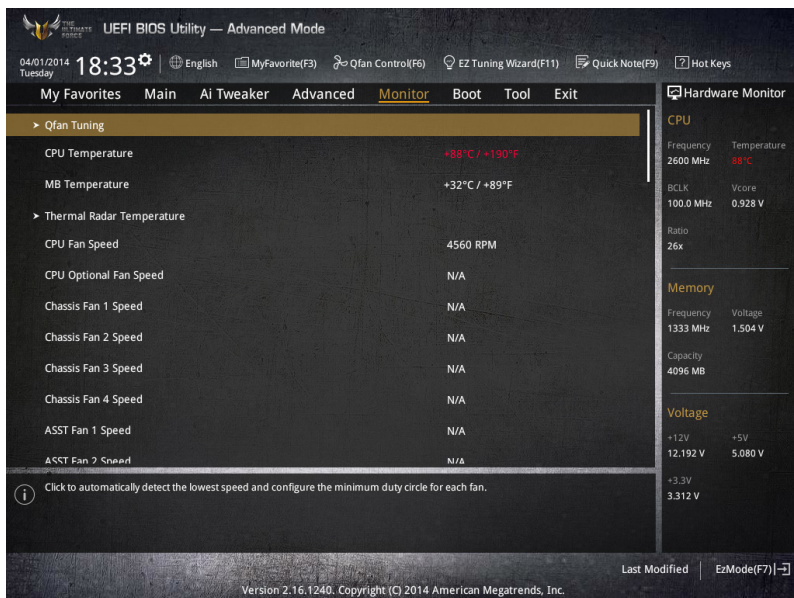 THE
ULTIMATE
FORCE
UEFI BIOS Utility — Advanced Mode
04/01/2014
Tuesday
18:33
English
MyFavorite(F3)
Qfan Control(F6)
EZ Tuning Wizard(F11)
Quick Note(F9)
? Hot Keys
My Favorites Main Ai Tweaker Advanced Monitor Boot Tool Exit
Qfan Tuning
CPU Temperature +88°C / +190°F
MB Temperature +32°C / +89°F
Thermal Radar Temperature
CPU Fan Speed 4560 RPM
CPU Optional Fan Speed N/A
Chassis Fan 1 Speed N/A
Chassis Fan 2 Speed N/A
Chassis Fan 3 Speed N/A
Chassis Fan 4 Speed N/A
ASST Fan 1 Speed N/A
ASST Fan 2 Speed N/A
Click to automatically detect the lowest speed and configure the minimum duty circle for each fan.
Hardware Monitor
CPU
Frequency Temperature
2600 MHz 88°C
BCLK Vcore
100.0 MHz 0.928 V
Ratio
26x
Memory
Frequency Voltage
1333 MHz 1.504 V
Capacity
4096 MB
Voltage
+12V +5V
12.192 V 5.080 V
+3.3V
3.312 V
Last Modified
EzMode(F7)
Version 2.16.1240. Copyright (C) 2014 American Megatrends, Inc.